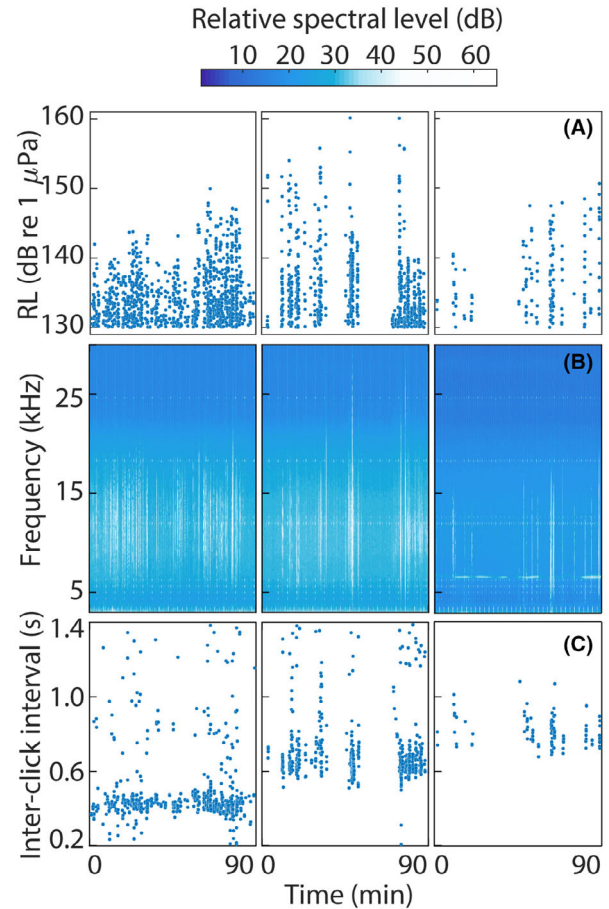 Relative spectral level (dB)
10 20 30 40 50 60
RL (dB re 1 μPa)
160
150
140
130
(A)
Frequency (kHz)
25
15
5
(B)
Inter-click interval (s)
1.4
1.0
0.6
0.2
(C)
0 90 0 90 0 90
Time (min)